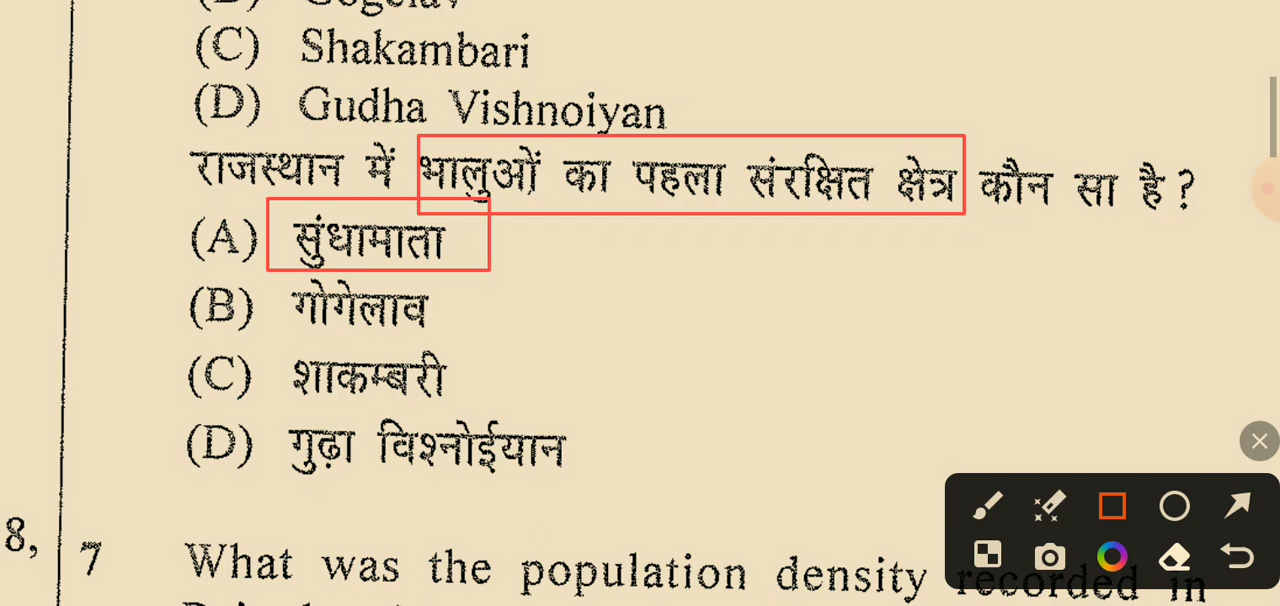 (C) Shakambari
(D) Gudha Vishnoiyan
राजस्थान में भालुओं का पहला संरक्षित क्षेत्र कौन सा है ?
(A) सुंधामाता
(B) गोगेलाव
(C) शाकम्बरी
(D) गुढ़ा विश्नोईयान
8, 7 What was the population density recorded in